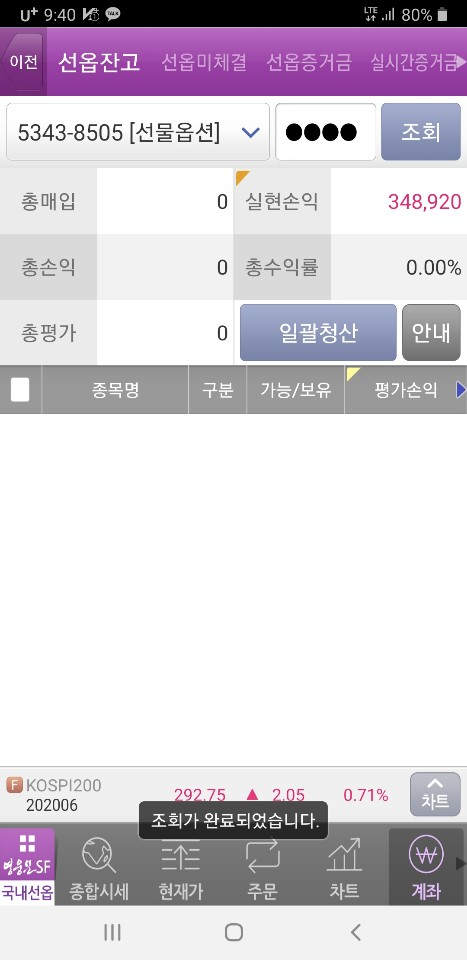 U+ 9:40 TALK LTE 80%
이전 선옵잔고 선옵미체결 선옵증거금 실시간증거금
5343-8505 [선물옵션] ●●●● 조회
총매입 0 실현손익 348,920
총손익 0 총수익률 0.00%
총평가 0 일괄청산 안내
종목명 구분 가능/보유 평가손익
F KOSPI200
202006 292.75 ▲ 2.05 0.71% 차트
조회가 완료되었습니다.
영웅문SF
국내선옵 종합시세 현재가 주문 차트 계좌